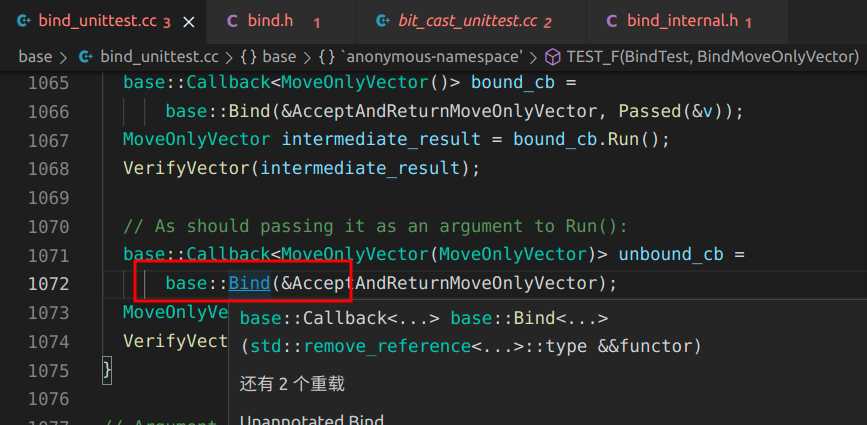 bind_unittest.cc 3 × bind.h 1 bit_cast_unittest.cc 2 bind_internal.h 1
base > bind_unittest.cc > {} base > {} `anonymous-namespace' > TEST_F(BindTest, BindMoveOnlyVector)
1065 base::Callback<MoveOnlyVector()> bound_cb =
1066 base::Bind(&AcceptAndReturnMoveOnlyVector, Passed(&v));
1067 MoveOnlyVector intermediate_result = bound_cb.Run();
1068 VerifyVector(intermediate_result);
1069
1070 // As should passing it as an argument to Run():
1071 base::Callback<MoveOnlyVector(MoveOnlyVector)> unbound_cb =
1072 base::Bind(&AcceptAndReturnMoveOnlyVector);
1073 MoveOnlyVe
base::Callback<...> base::Bind<...>
1074 VerifyVect
(std::remove_reference<...>::type &&functor)
1075 }
还有 2 个重载
1076
Unannotated Bind
1077 // Argument